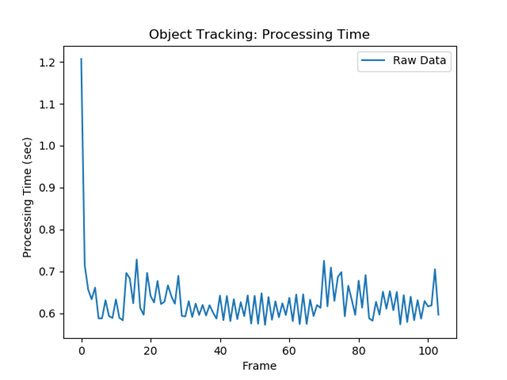 Object Tracking: Processing Time
Raw Data
1.2
1.1
1.0
0.9
0.8
0.7
0.6
Processing Time (sec)
0 20 40 60 80 100
Frame